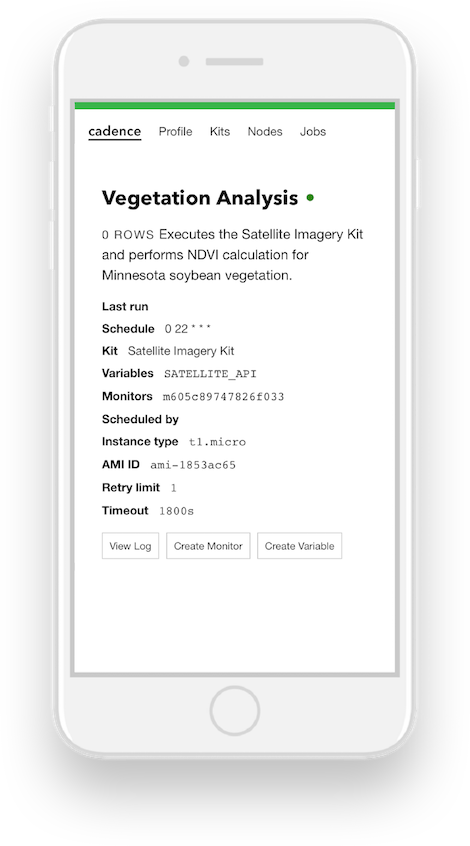 cadence Profile Kits Nodes Jobs
Vegetation Analysis
0 ROWS Executes the Satellite Imagery Kit
and performs NDVI calculation for
Minnesota soybean vegetation.
Last run
Schedule 0 22 * * *
Kit Satellite Imagery Kit
Variables SATELLITE_API
Monitors m605c89747826f033
Scheduled by
Instance type t1.micro
AMI ID ami-1853ac65
Retry limit 1
Timeout 1800s
View Log Create Monitor Create Variable